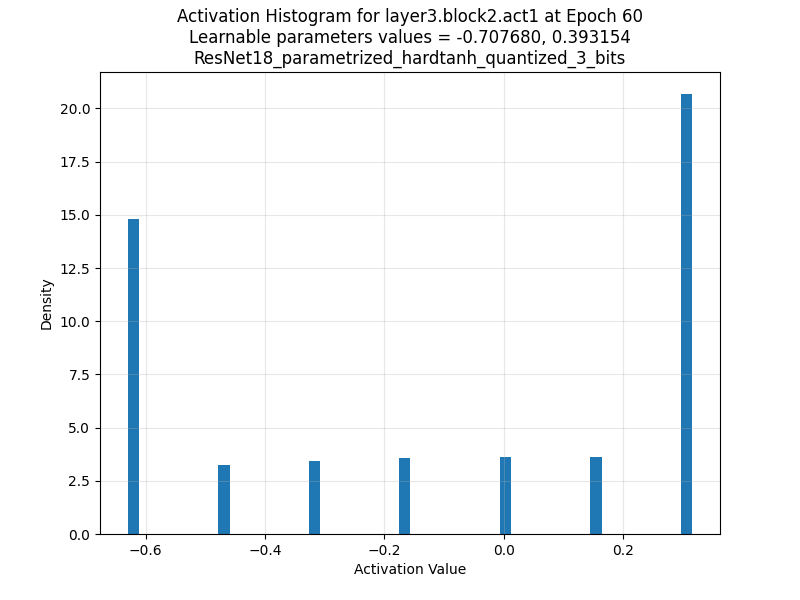 Activation Histogram for layer3.block2.act1 at Epoch 60
Learnable parameters values = -0.707680, 0.393154
ResNet18_parametrized_hardtanh_quantized_3_bits
20.0
17.5
15.0
12.5
10.0
7.5
5.0
2.5
0.0
Density
−0.6
−0.4
−0.2
0.0
0.2
Activation Value